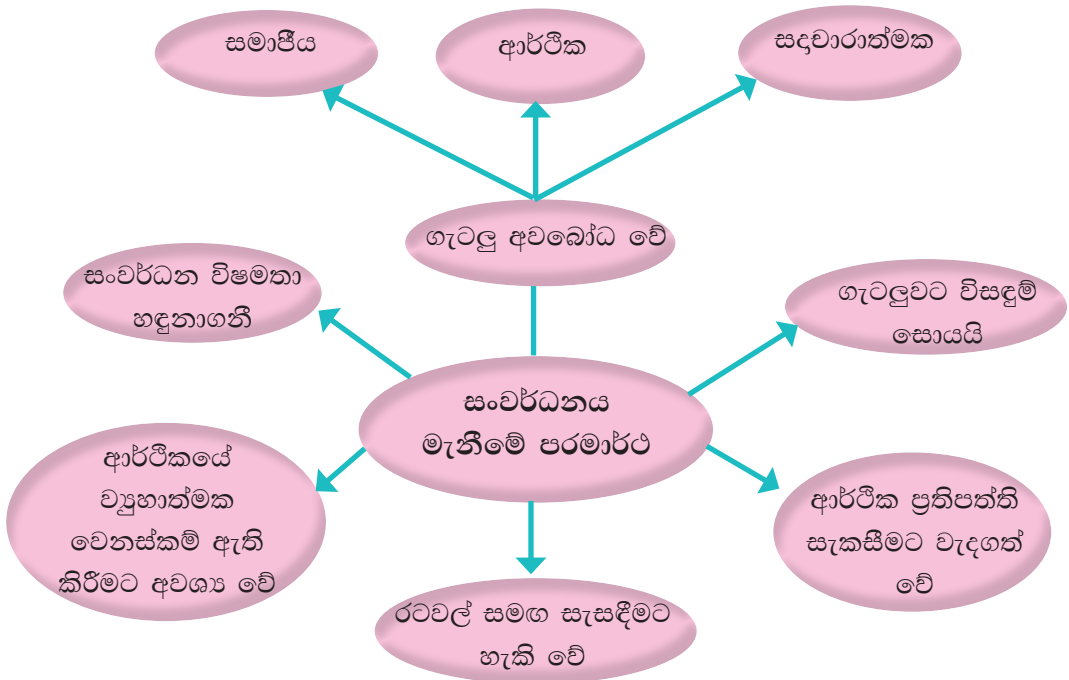 සමාජීය
ආර්ථික
සදාචාරාත්මක
ගැටලු අවබෝධ වේ
සංවර්ධන විෂමතා
හඳුනාගනී
ගැටලුවට විසඳුම්
සොයයි
සංවර්ධනය
මැනීමේ පරමාර්ථ
ආර්ථිකයේ
ව්‍යුහාත්මක
වෙනස්කම් ඇති
කිරීමට අවශ්‍ය වේ
ආර්ථික ප්‍රතිපත්ති
සැකසීමට වැදගත්
වේ
රටවල් සමඟ සැසඳීමට
හැකි වේ